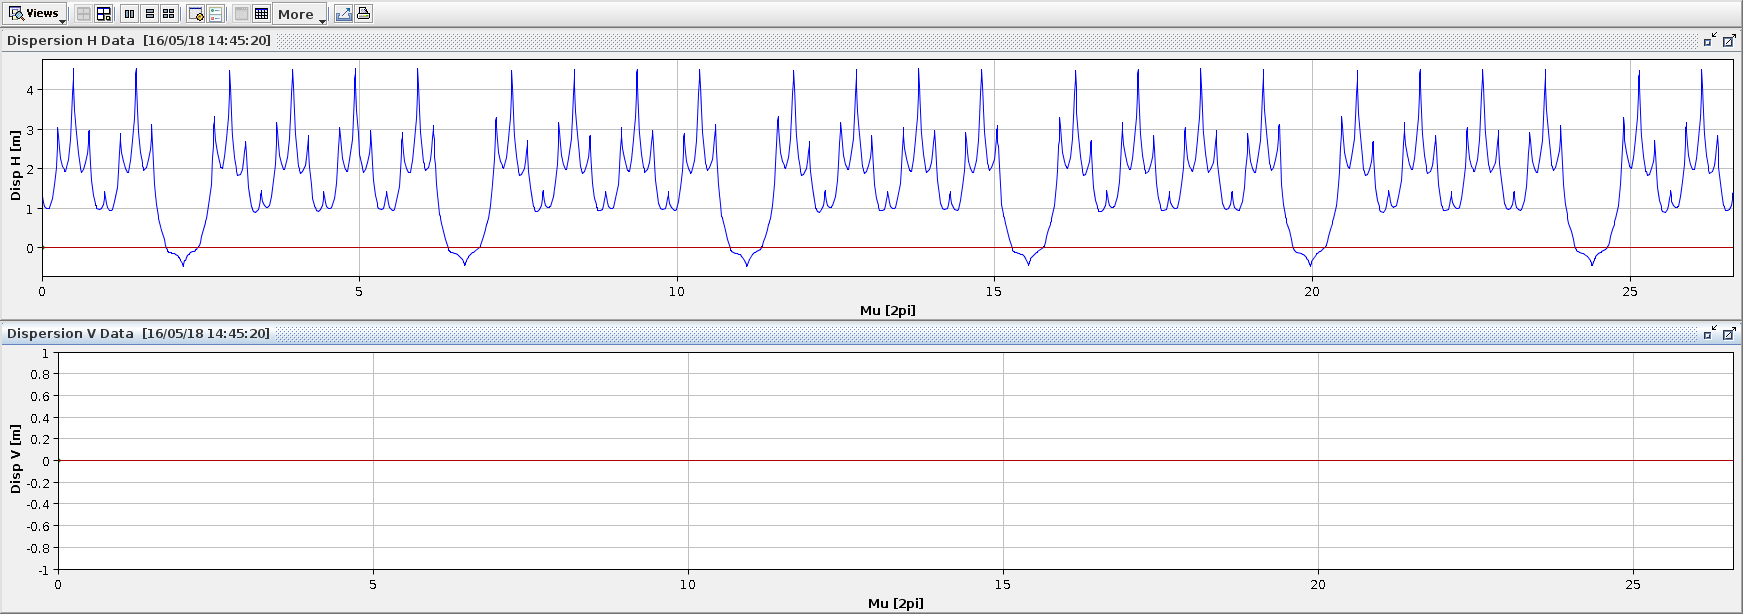 Views More
Dispersion H Data [16/05/18 14:45:20]
Disp H [m]
4
3
2
1
0
0 5 10 15 20 25
Mu [2pi]
Dispersion V Data [16/05/18 14:45:20]
Disp V [m]
1
0.8
0.6
0.4
0.2
0
-0.2
-0.4
-0.6
-0.8
-1
0 5 10 15 20 25
Mu [2pi]